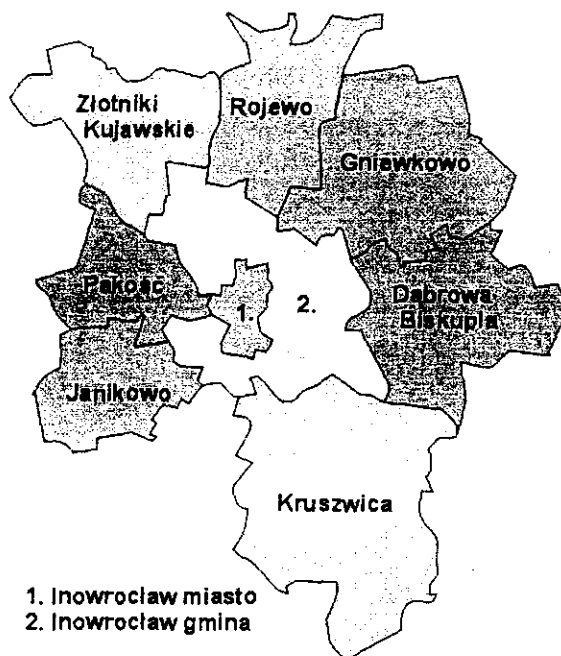 Złotniki
Kujawskie
Rojewo
Gniewkowo
Pakość
1.
2.
Dąbrowa
Biskupia
Janikowo
Kruszwica
1. Inowrocław miasto
2. Inowrocław gmina